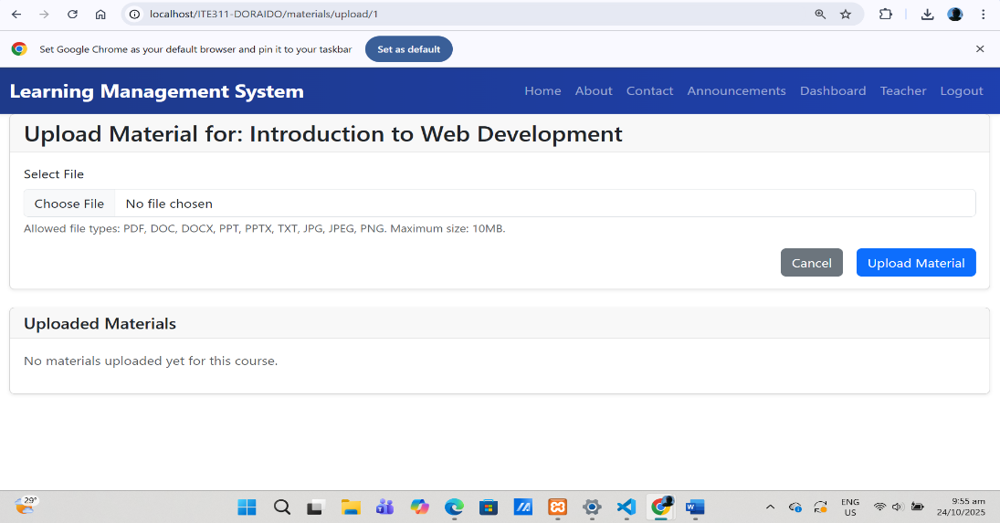 localhost/ITE311-DORAIDO/materials/upload/1
Set Google Chrome as your default browser and pin it to your taskbar Set as default
Learning Management System Home About Contact Announcements Dashboard Teacher Logout
Upload Material for: Introduction to Web Development
Select File
Choose File No file chosen
Allowed file types: PDF, DOC, DOCX, PPT, PPTX, TXT, JPG, JPEG, PNG. Maximum size: 10MB.
Cancel Upload Material
Uploaded Materials
No materials uploaded yet for this course.
29°
ENG
US
9:55 am
24/10/2025